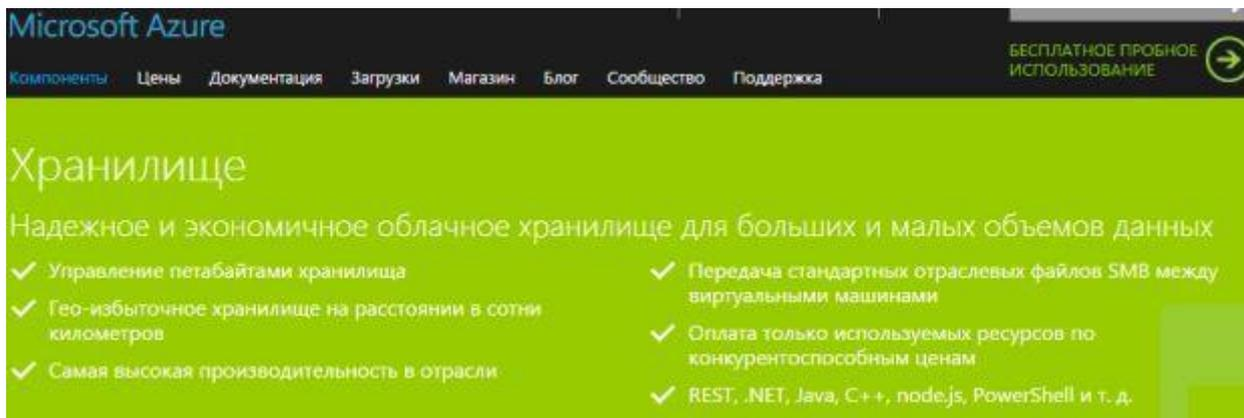 Microsoft Azure
БЕСПЛАТНОЕ ПРОБНОЕ
ИСПОЛЬЗОВАНИЕ
Компоненты Цены Документация Загрузки Магазин Блог Сообщество Поддержка
Хранилище
Надежное и экономичное облачное хранилище для больших и малых объемов данных
Управление петабайтами хранилища
Гео-избыточное хранилище на расстоянии в сотни
километров
Самая высокая производительность в отрасли
Передача стандартных отраслевых файлов SMB между
виртуальными машинами
Оплата только используемых ресурсов по
конкурентоспособным ценам
REST, .NET, Java, C++, node.js, PowerShell и т. д.